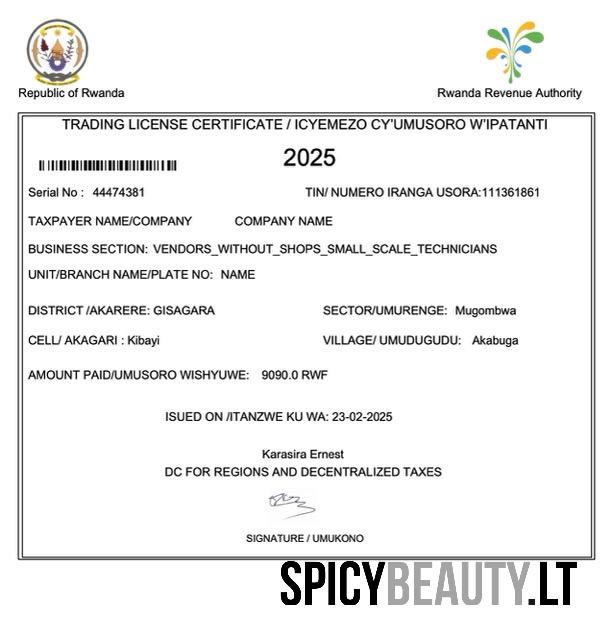 Republic of Rwanda
Rwanda Revenue Authority
TRADING LICENSE CERTIFICATE / ICYEMEZO CY'UMUSORO W'IPATANTI
2025
Serial No : 44474381 TIN/ NUMERO IRANGA USORA:111361861
TAXPAYER NAME/COMPANY COMPANY NAME
BUSINESS SECTION: VENDORS_WITHOUT_SHOPS_SMALL_SCALE_TECHNICIANS
UNIT/BRANCH NAME/PLATE NO: NAME
DISTRICT /AKARERE: GISAGARA SECTOR/UMURENGE: Mugombwa
CELL/ AKAGARI : Kibayi VILLAGE/ UMUDUGUDU: Akabuga
AMOUNT PAID/UMUSORO WISHYUWE: 9090.0 RWF
ISUED ON /ITANZWE KU WA: 23-02-2025
Karasira Ernest
DC FOR REGIONS AND DECENTRALIZED TAXES
SIGNATURE / UMUKONO
SPICYBEAUTY.LT